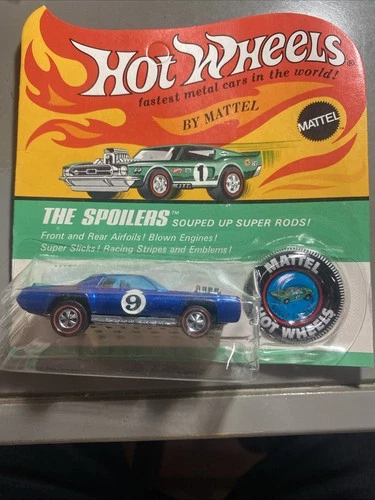 Hot Wheels®
fastest metal cars in the world!
BY MATTEL
MATTEL
1
THE SPOILERS™ SOUPED UP SUPER RODS!
Front and Rear Airfoils! Blown Engines!
Super Slicks! Racing Stripes and Emblems!
9
MATTEL
HOT WHEELS